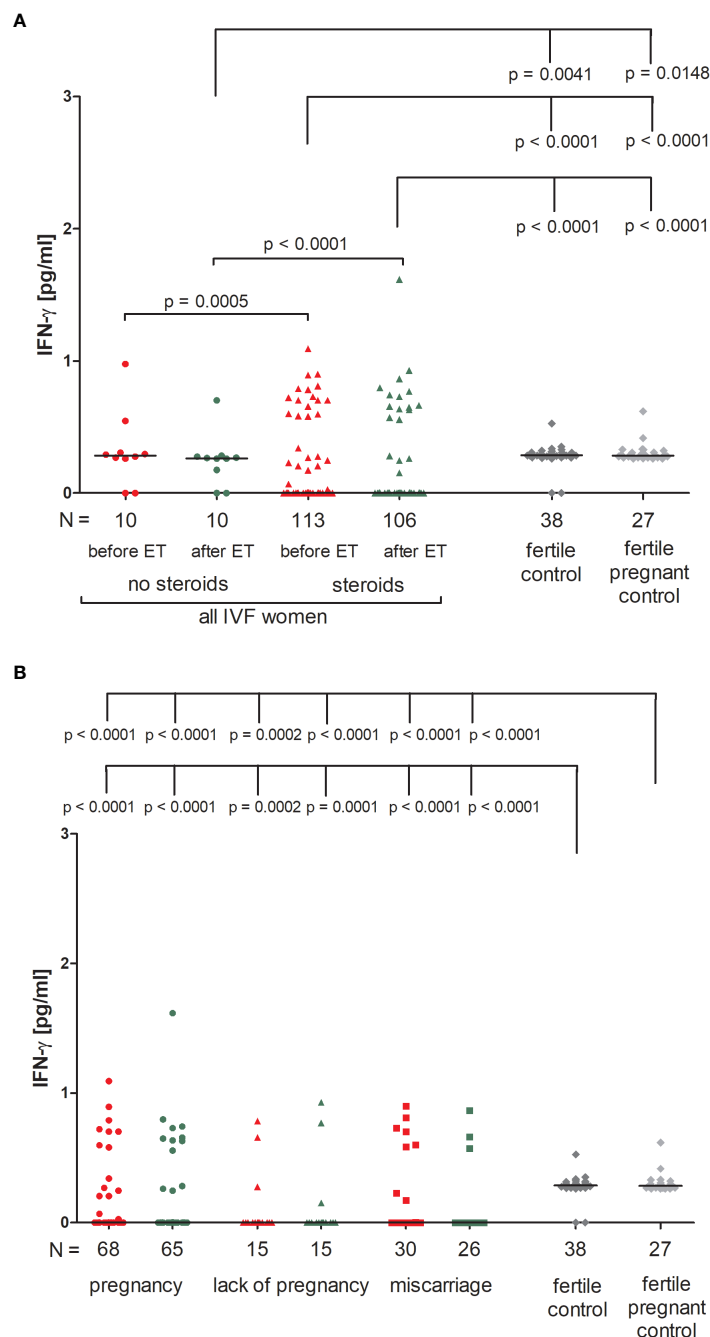 A
p = 0.0041 p = 0.0148
3
p < 0.0001 p < 0.0001
2
p < 0.0001 p < 0.0001
p < 0.0001
p = 0.0005
IFN-γ [pg/ml]
1
0
N = 10 10 113 106 38 27
before ET after ET before ET after ET
fertile control
fertile pregnant control
no steroids steroids
all IVF women
B
p < 0.0001 p < 0.0001 p = 0.0002 p < 0.0001 p < 0.0001 p < 0.0001
p < 0.0001 p < 0.0001 p = 0.0002 p = 0.0001 p < 0.0001 p < 0.0001
3
2
IFN-γ [pg/ml]
1
0
N = 68 65 15 15 30 26 38 27
pregnancy lack of pregnancy miscarriage
fertile control
fertile pregnant control